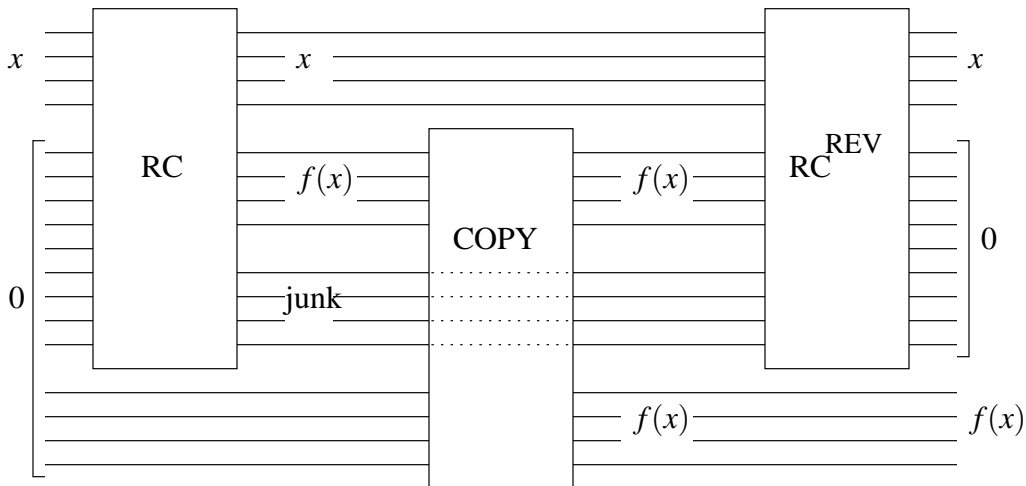 x x x
RC f(x) f(x) RC REV
COPY
0 junk 0
f(x) f(x)